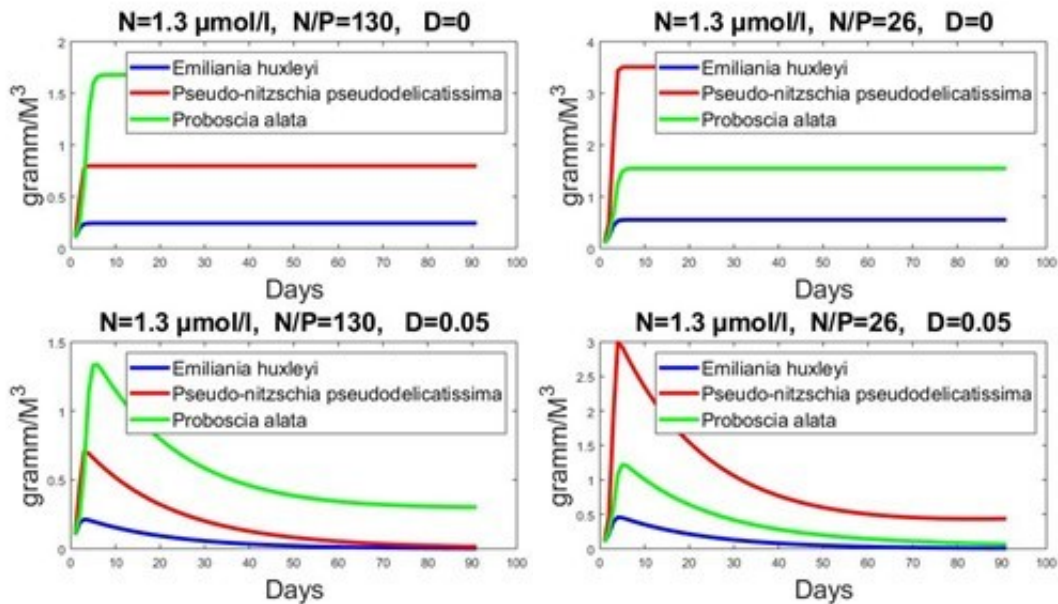 N=1.3 µmol/l, N/P=130, D=0
2
1.5
1
0.5
0
gramm/M³
Emiliania huxleyi
Pseudo-nitzschia pseudodelicatissima
Proboscia alata
0 10 20 30 40 50 60 70 80 90 100
Days
N=1.3 µmol/l, N/P=26, D=0
4
3
2
1
0
gramm/M³
Emiliania huxleyi
Pseudo-nitzschia pseudodelicatissima
Proboscia alata
0 10 20 30 40 50 60 70 80 90 100
Days
N=1.3 µmol/l, N/P=130, D=0.05
1.5
1
0.5
0
gramm/M³
Emiliania huxleyi
Pseudo-nitzschia pseudodelicatissima
Proboscia alata
0 10 20 30 40 50 60 70 80 90 100
Days
N=1.3 µmol/l, N/P=26, D=0.05
3
2.5
2
1.5
1
0.5
0
gramm/M³
Emiliania huxleyi
Pseudo-nitzschia pseudodelicatissima
Proboscia alata
0 10 20 30 40 50 60 70 80 90 100
Days